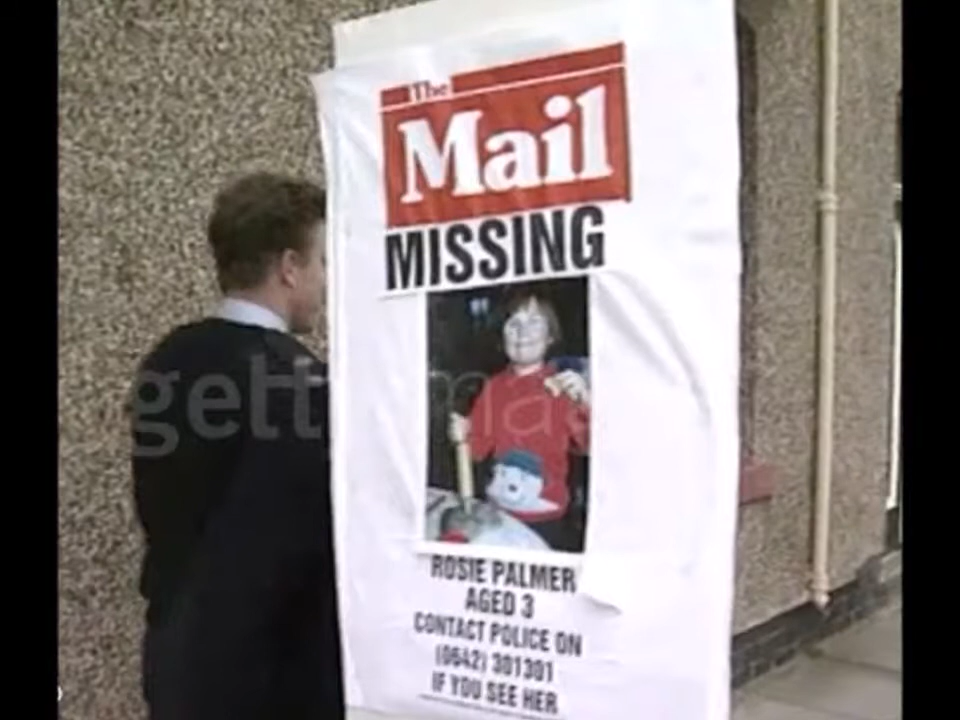 The
Mail
MISSING
ROSIE PALMER
AGED 3
CONTACT POLICE ON
(0642) 301301
IF YOU SEE HER